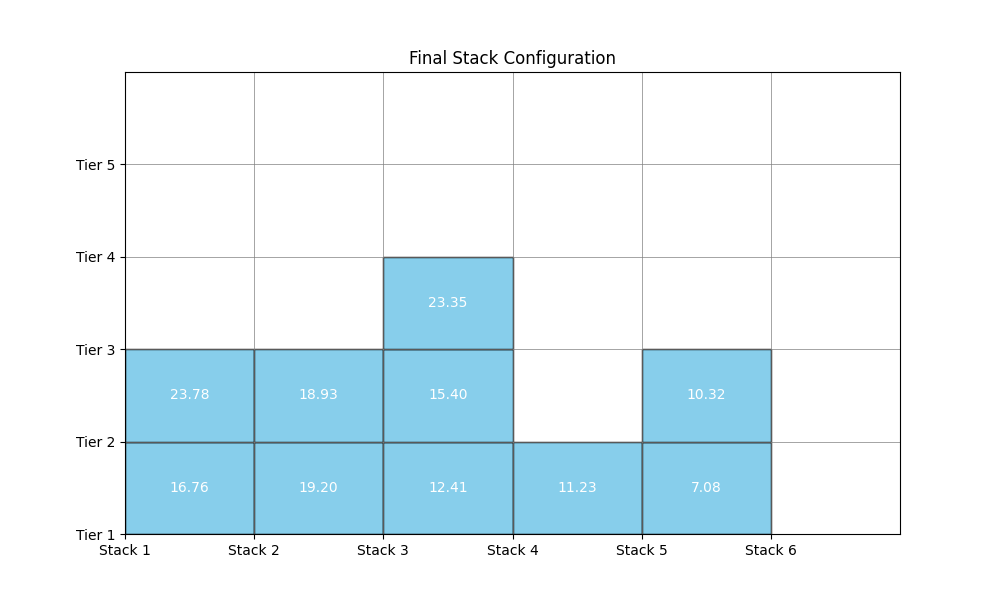 Final Stack Configuration
Tier 5
Tier 4
23.35
Tier 3
23.78 18.93 15.40 10.32
Tier 2
16.76 19.20 12.41 11.23 7.08
Tier 1
Stack 1 Stack 2 Stack 3 Stack 4 Stack 5 Stack 6